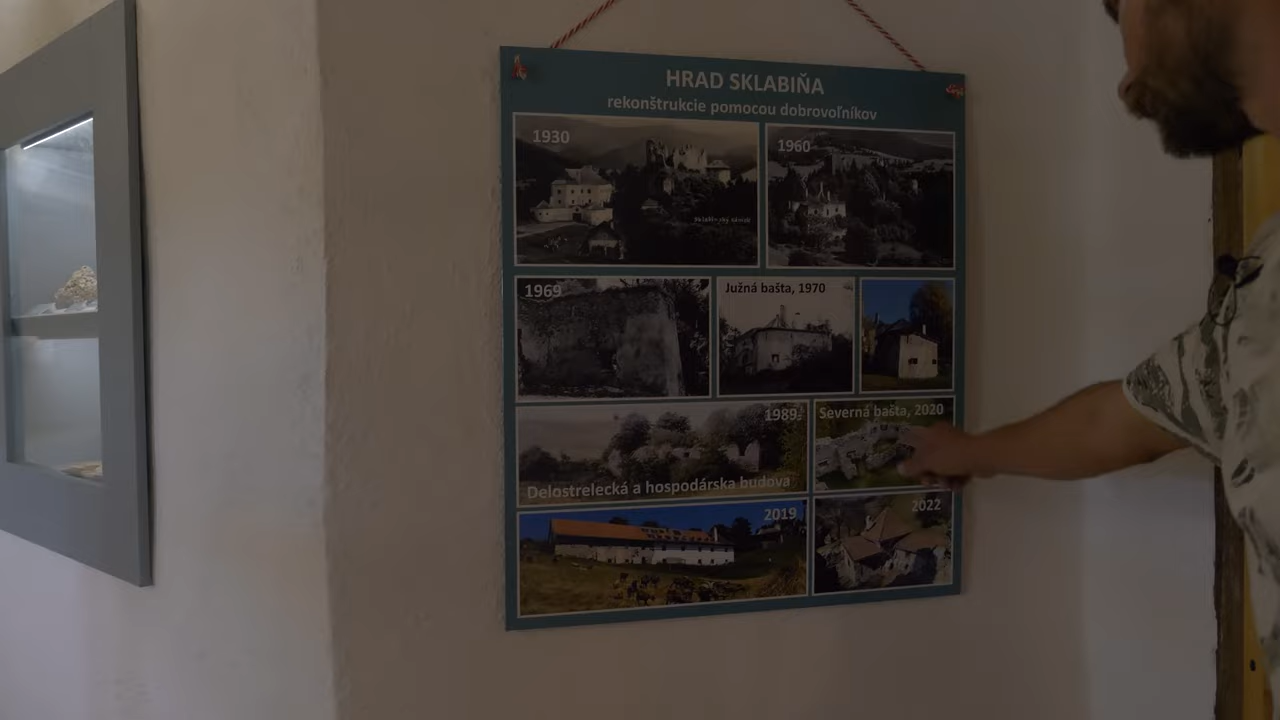 HRAD SKLABIŇA
rekonštrukcie pomocou dobrovoľníkov
1930
1960
1969
Južná bašta, 1970
1989
Severná bašta, 2020
Delostrelecká a hospodárska budova
2019
2022